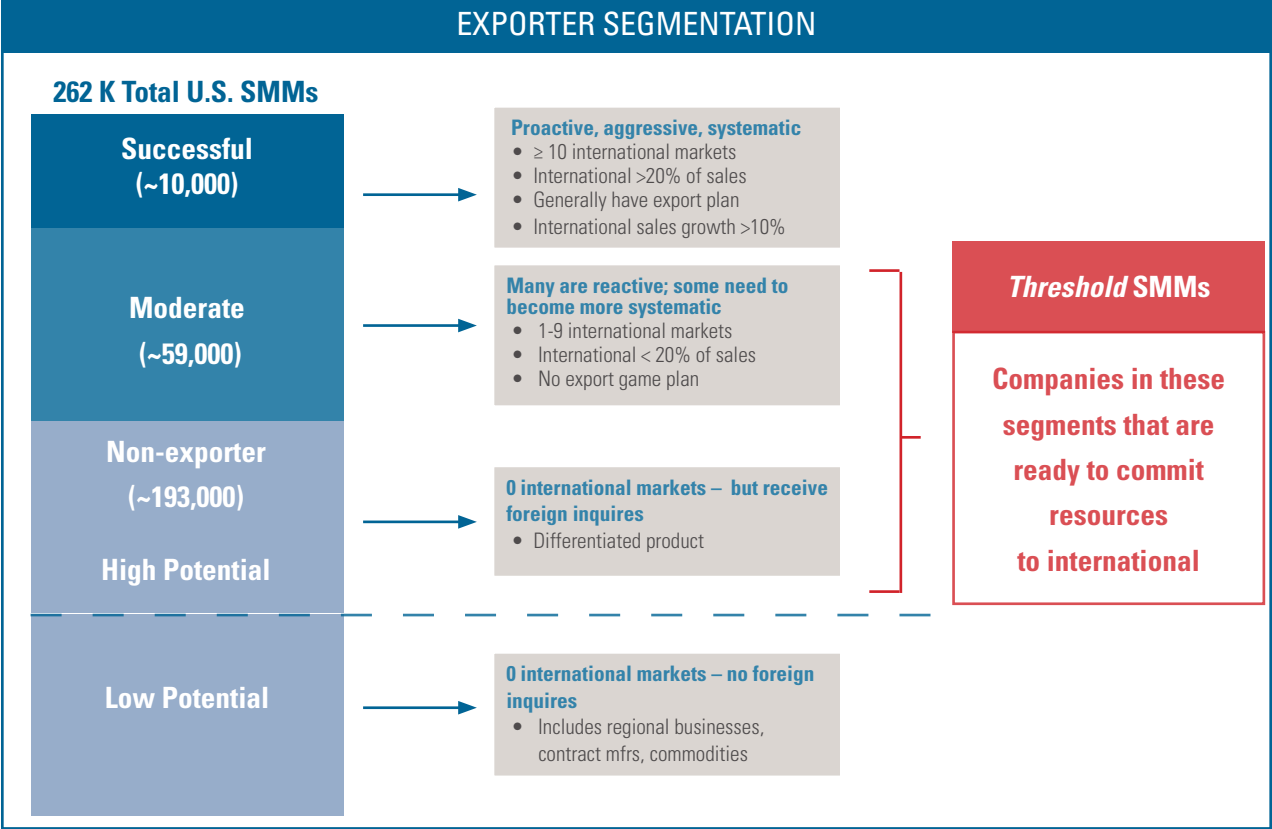 EXPORTER SEGMENTATION
262 K Total U.S. SMMs
Successful
(~10,000)
Proactive, aggressive, systematic
• ≥ 10 international markets
• International >20% of sales
• Generally have export plan
• International sales growth >10%
Moderate
(~59,000)
Many are reactive; some need to
become more systematic
• 1-9 international markets
• International < 20% of sales
• No export game plan
Non-exporter
(~193,000)
High Potential
0 international markets – but receive
foreign inquires
• Differentiated product
Threshold SMMs
Companies in these
segments that are
ready to commit
resources
to international
Low Potential
0 international markets – no foreign
inquires
• Includes regional businesses,
contract mfrs, commodities